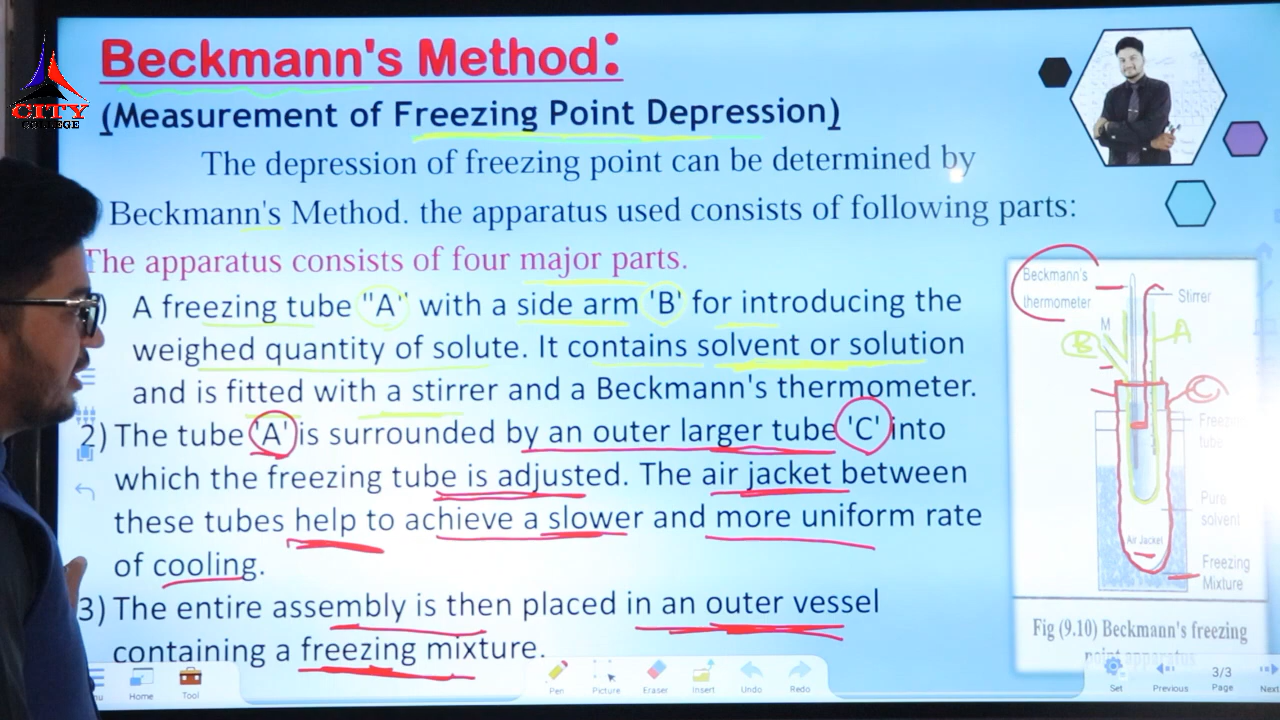 CITY
COLLEGE
Beckmann's Method:
(Measurement of Freezing Point Depression)
The depression of freezing point can be determined by
Beckmann's Method. the apparatus used consists of following parts:
The apparatus consists of four major parts.
A freezing tube "A' with a side arm 'B' for introducing the
weighed quantity of solute. It contains solvent or solution
and is fitted with a stirrer and a Beckmann's thermometer.
2) The tube 'A' is surrounded by an outer larger tube 'C' into
which the freezing tube is adjusted. The air jacket between
these tubes help to achieve a slower and more uniform rate
of cooling.
3) The entire assembly is then placed in an outer vessel
containing a freezing mixture.
Beckmann's
thermometer
Stirrer
M
B
A
C
tube
Pure
solvent
Air Jacket
Freezing
Mixture
Fig (9.10) Beckmann's freezing
point apparatus
Home
Tool
Pen
Picture
Eraser
Insert
Undo
Redo
Set
Previous
3/3
Page
Next